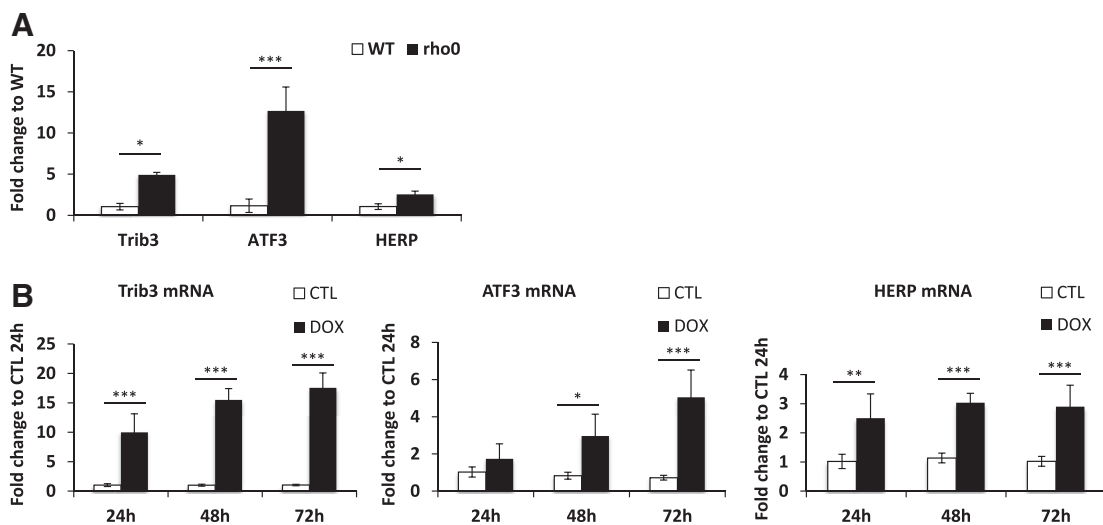 A
WT rho0
Fold change to WT
20
15
10
5
0
*
***
*
Trib3 ATF3 HERP
B
Trib3 mRNA
CTL
DOX
Fold change to CTL 24h
25
20
15
10
5
0
***
***
***
24h 48h 72h
ATF3 mRNA
CTL
DOX
Fold change to CTL 24h
8
6
4
2
0
*
***
24h 48h 72h
HERP mRNA
CTL
DOX
Fold change to CTL 24h
4
3
2
1
0
**
***
***
24h 48h 72h